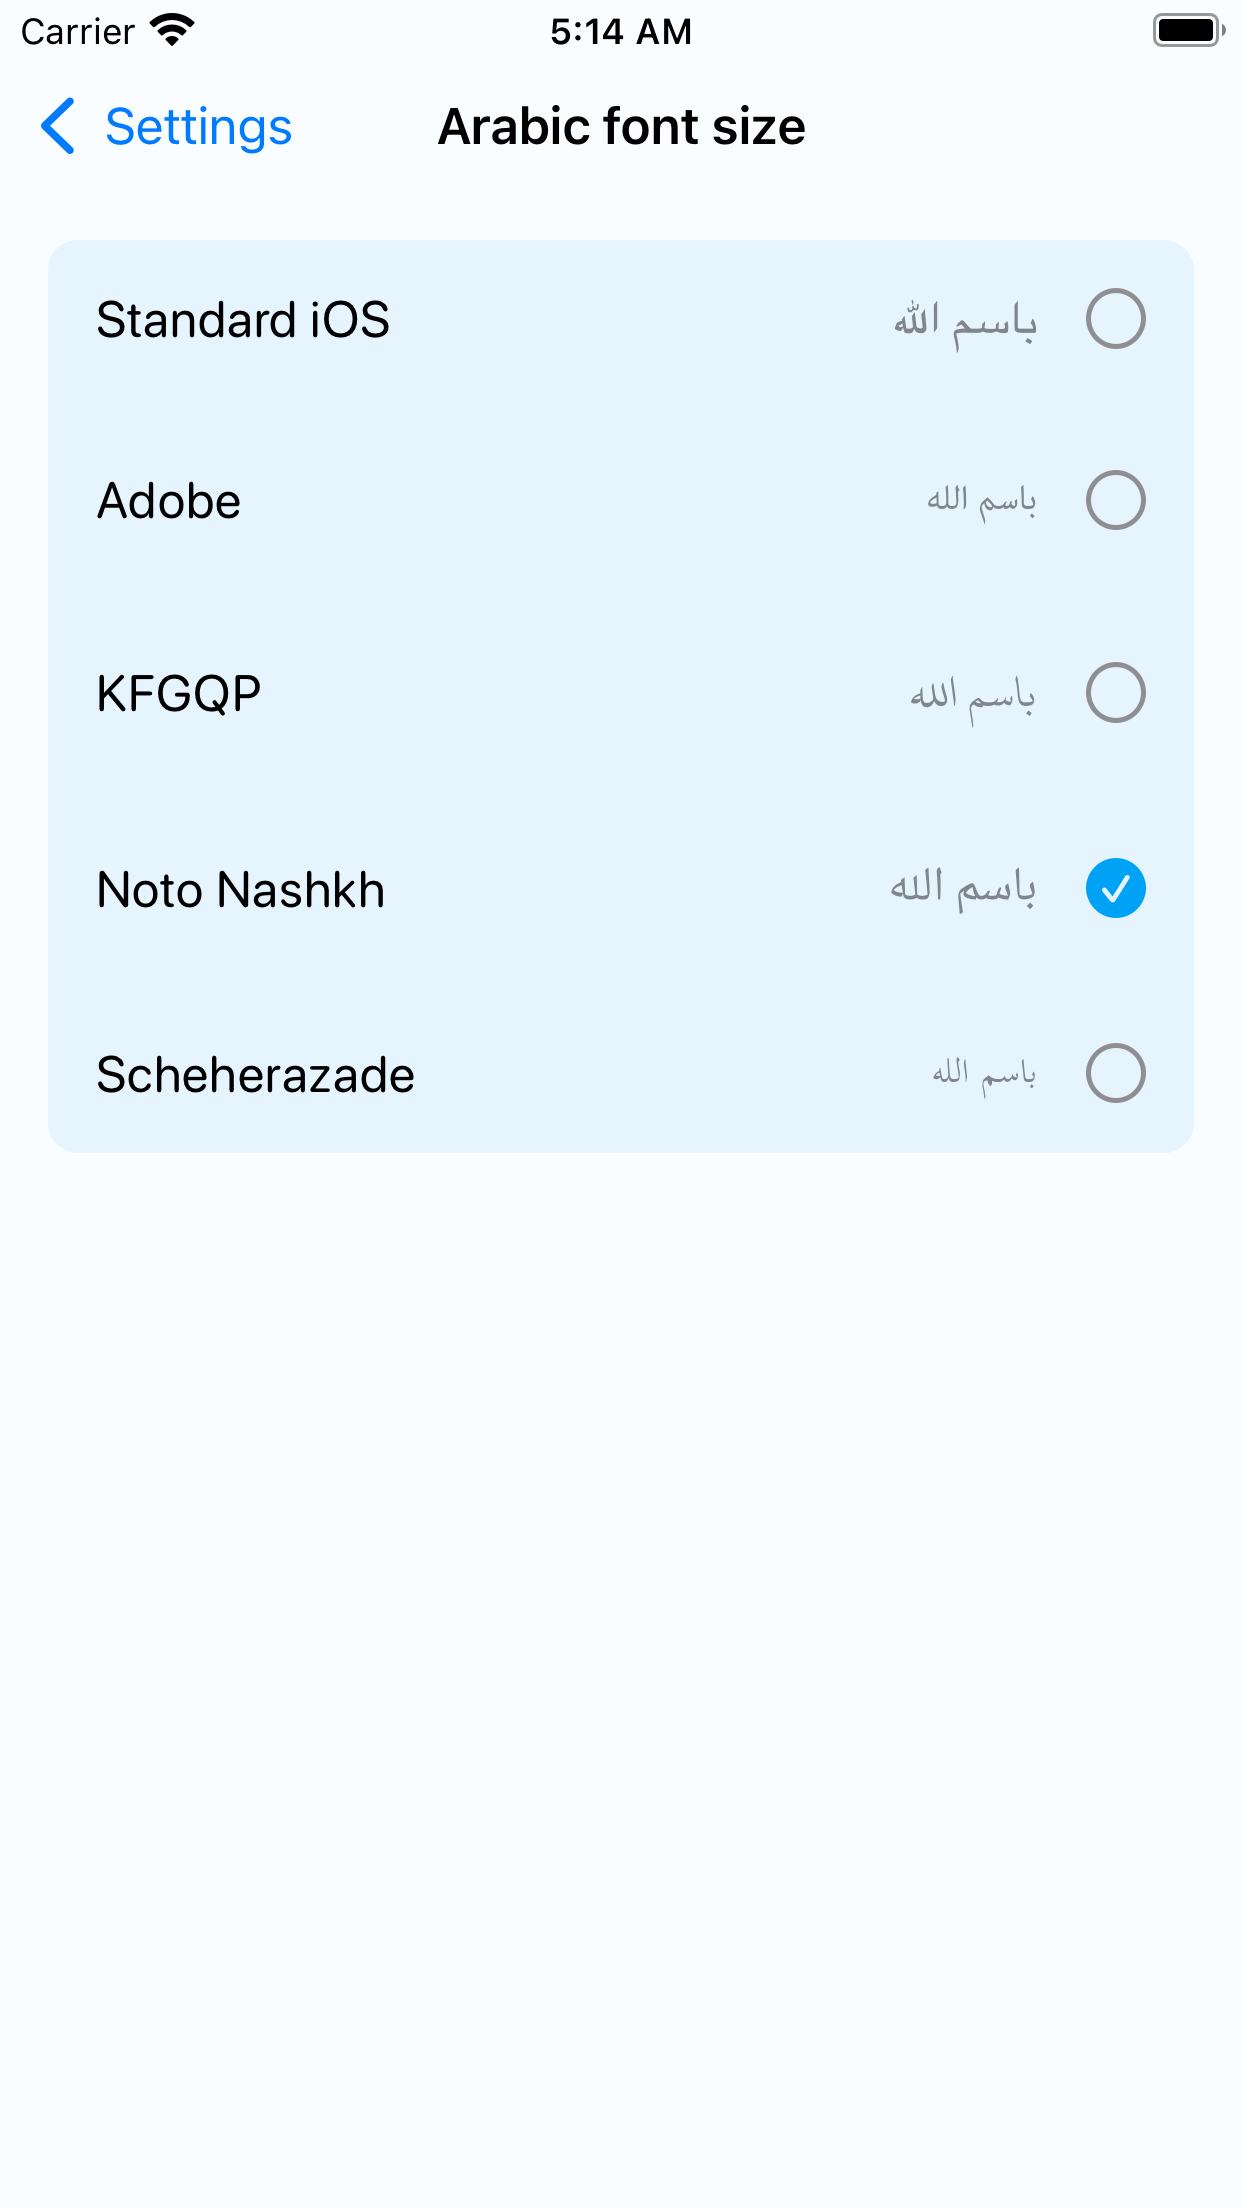 Carrier 5:14 AM
Settings Arabic font size
Standard iOS باسم الله
Adobe باسم الله
KFGQP باسم الله
Noto Nashkh باسم الله
Scheherazade باسم الله